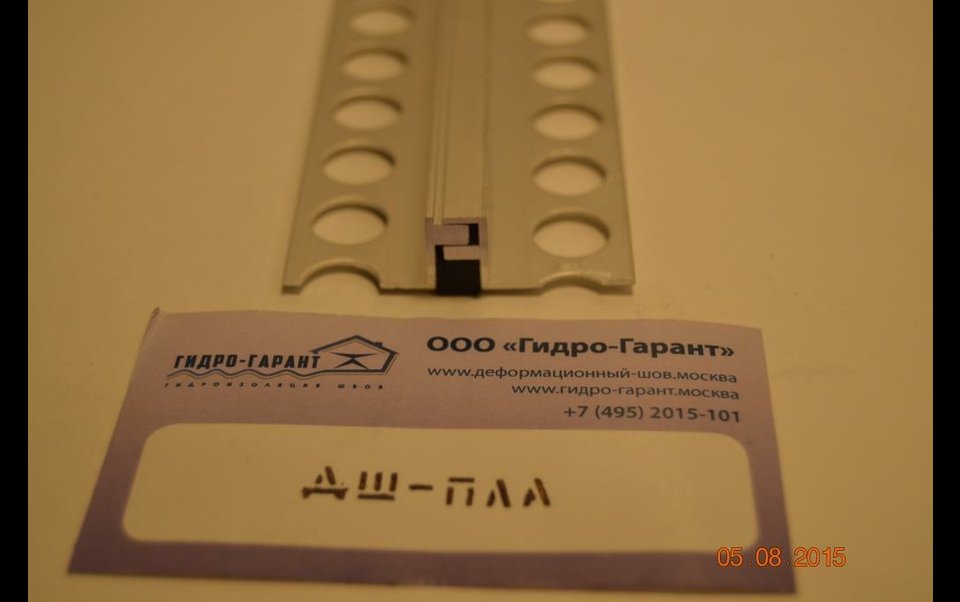 ГИДРО-ГАРАНТ
ГИДРОИЗОЛЯЦИЯ ШВОВ
ООО «Гидро-Гарант»
www.деформационный-шов.москва
www.гидро-гарант.москва
+7 (495) 2015-101
ДШ-ПЛА
05.08.2015